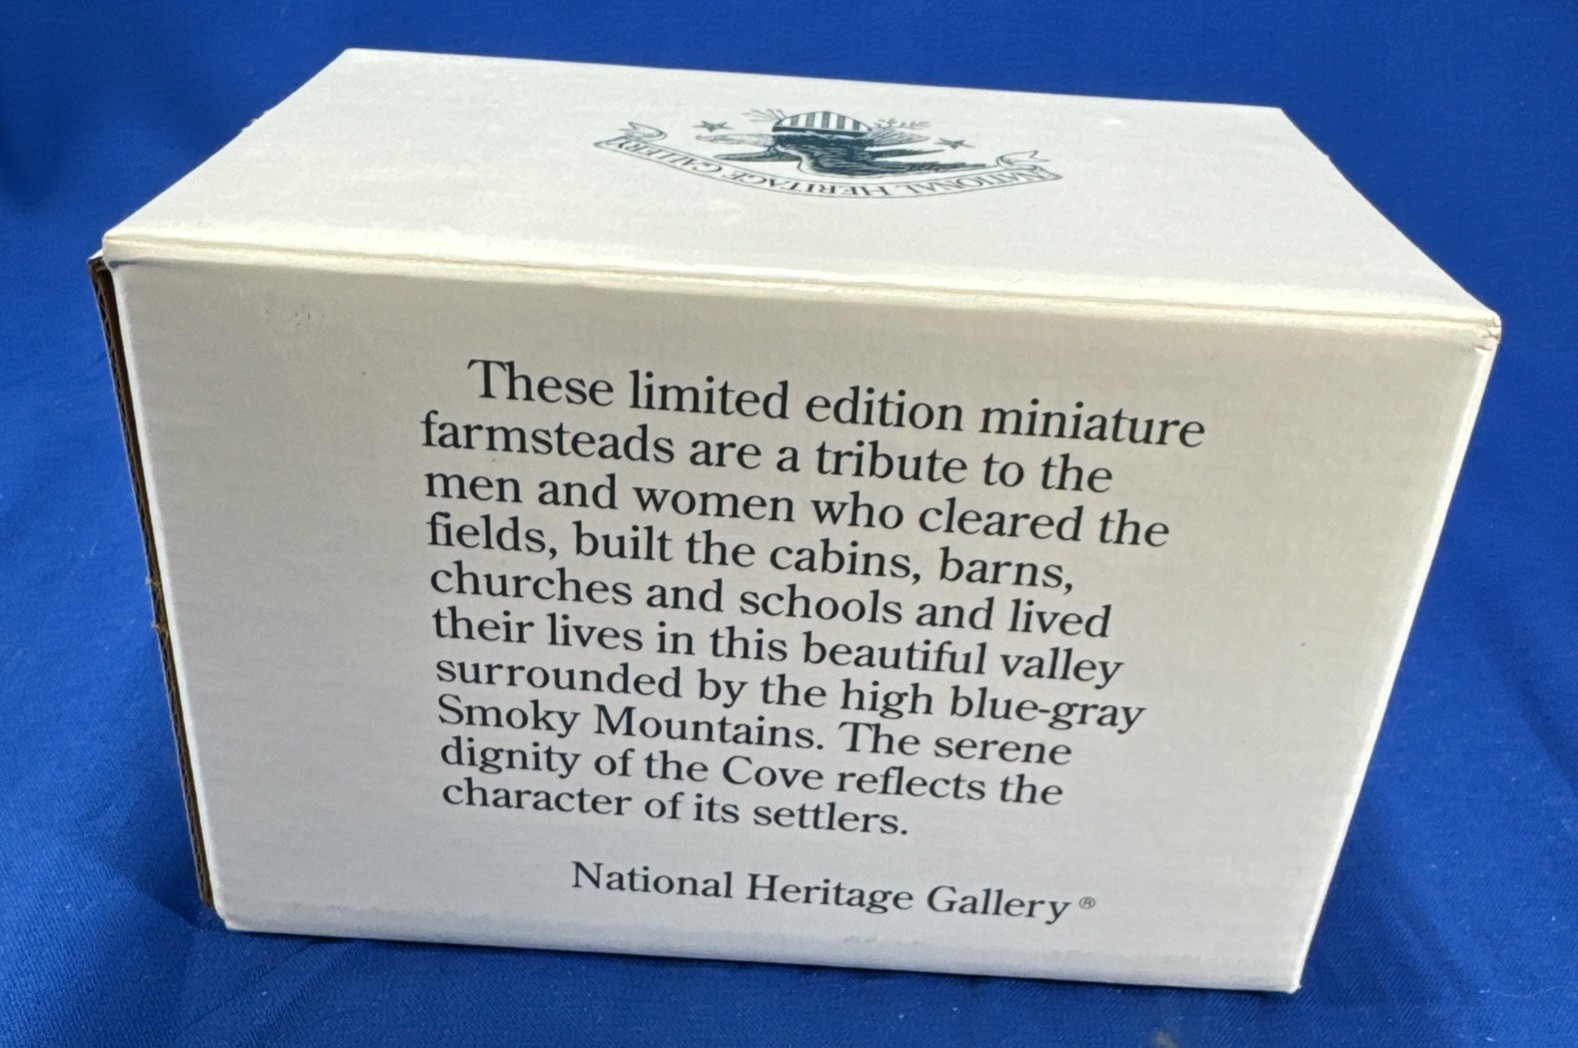 NATIONAL HERITAGE GALLERY
These limited edition miniature
farmsteads are a tribute to the
men and women who cleared the
fields, built the cabins, barns,
churches and schools and lived
their lives in this beautiful valley
surrounded by the high blue-gray
Smoky Mountains. The serene
dignity of the Cove reflects the
character of its settlers.
National Heritage Gallery ®